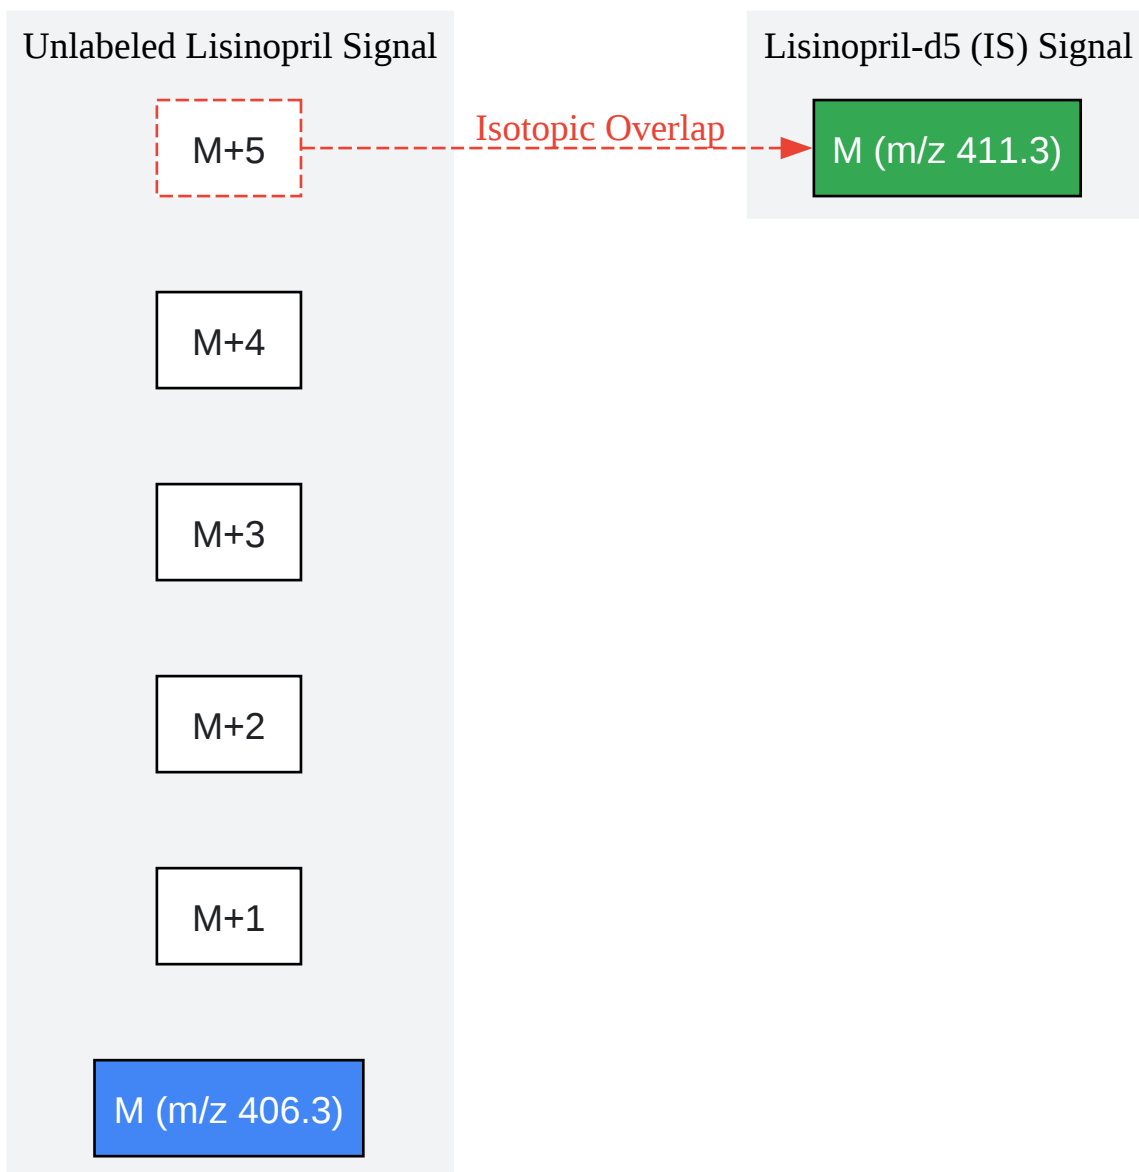 Unlabeled Lisinopril Signal
Lisinopril-d5 (IS) Signal
M+5
Isotopic Overlap
M (m/z 411.3)
M+4
M+3
M+2
M+1
M (m/z 406.3)